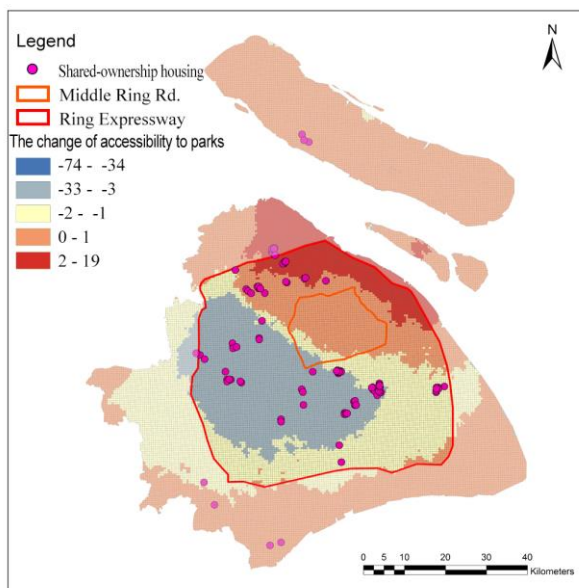 Legend
Shared-ownership housing
Middle Ring Rd.
Ring Expressway
The change of accessibility to parks
-74 - -34
-33 - -3
-2 - -1
0 - 1
2 - 19
N
0 5 10 20 30 40
Kilometers